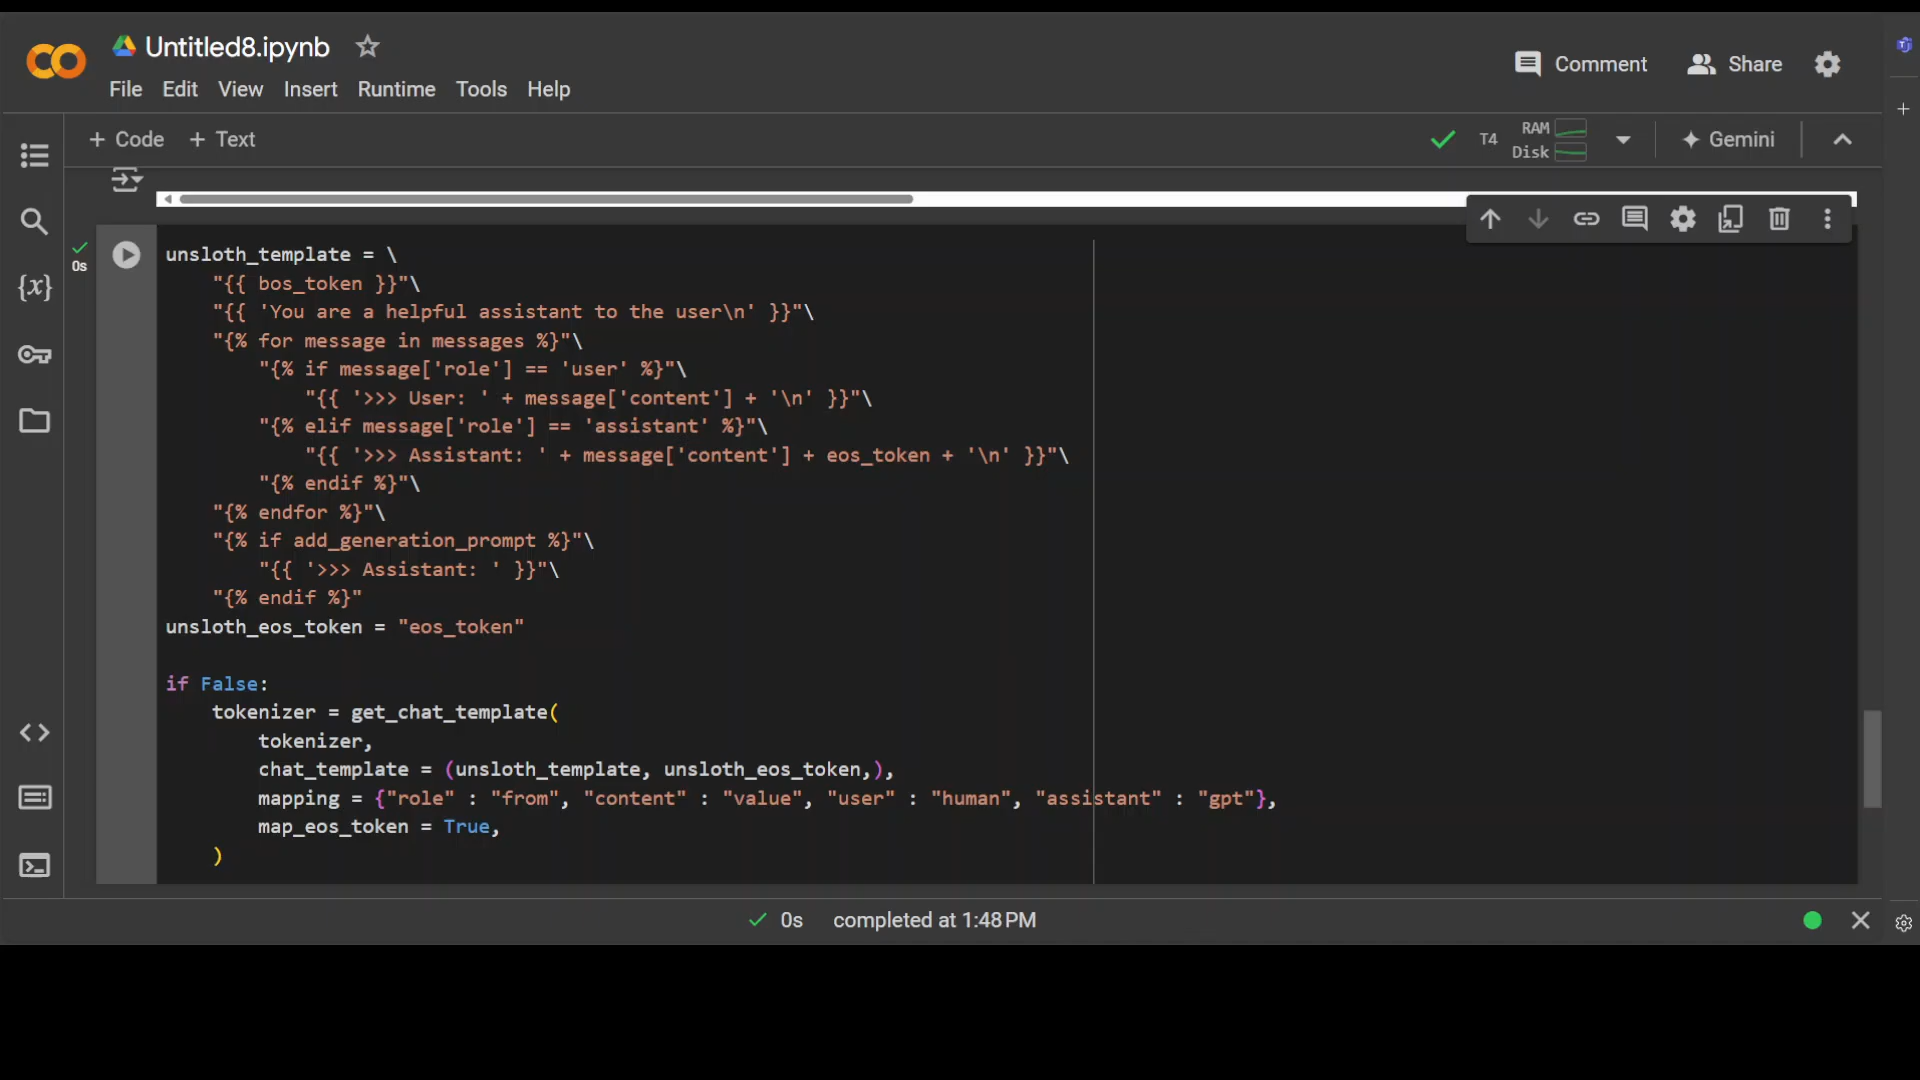 Untitled8.ipynb
File Edit View Insert Runtime Tools Help
Comment
Share
+ Code + Text
T4
RAM
Disk
Gemini
{x}
0s
unsloth_template = \
    "{{ bos_token }}"\
    "{{ 'You are a helpful assistant to the user\n' }}"\
    "{% for message in messages %}"\
        "{% if message['role'] == 'user' %}"\
            "{{ '>>> User: ' + message['content'] + '\n' }}"\
        "{% elif message['role'] == 'assistant' %}"\
            "{{ '>>> Assistant: ' + message['content'] + eos_token + '\n' }}"\
        "{% endif %}"\
    "{% endfor %}"\
    "{% if add_generation_prompt %}"\
        "{{ '>>> Assistant: ' }}"\
    "{% endif %}"
unsloth_eos_token = "eos_token"
if False:
    tokenizer = get_chat_template(
        tokenizer,
        chat_template = (unsloth_template, unsloth_eos_token,),
        mapping = {"role" : "from", "content" : "value", "user" : "human", "assistant" : "gpt"},
        map_eos_token = True,
    )
0s completed at 1:48 PM